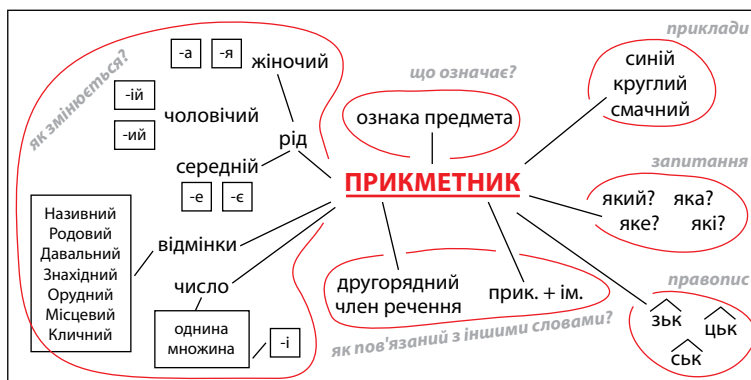 як змінюється?
-а -я
жіночий
-ій
чоловічий
-ий
рід
середній
-е -є
Називний
Родовий
Давальний
Знахідний
Орудний
Місцевий
Кличний
відмінки
число
однина
множина
-і
що означає?
ознака предмета
ПРИКМЕТНИК
другорядний
член речення
прик. + ім.
як пов'язаний з іншими словами?
приклади
синій
круглий
смачний
запитання
який? яка?
яке? які?
правопис
зьк цьк
ськ